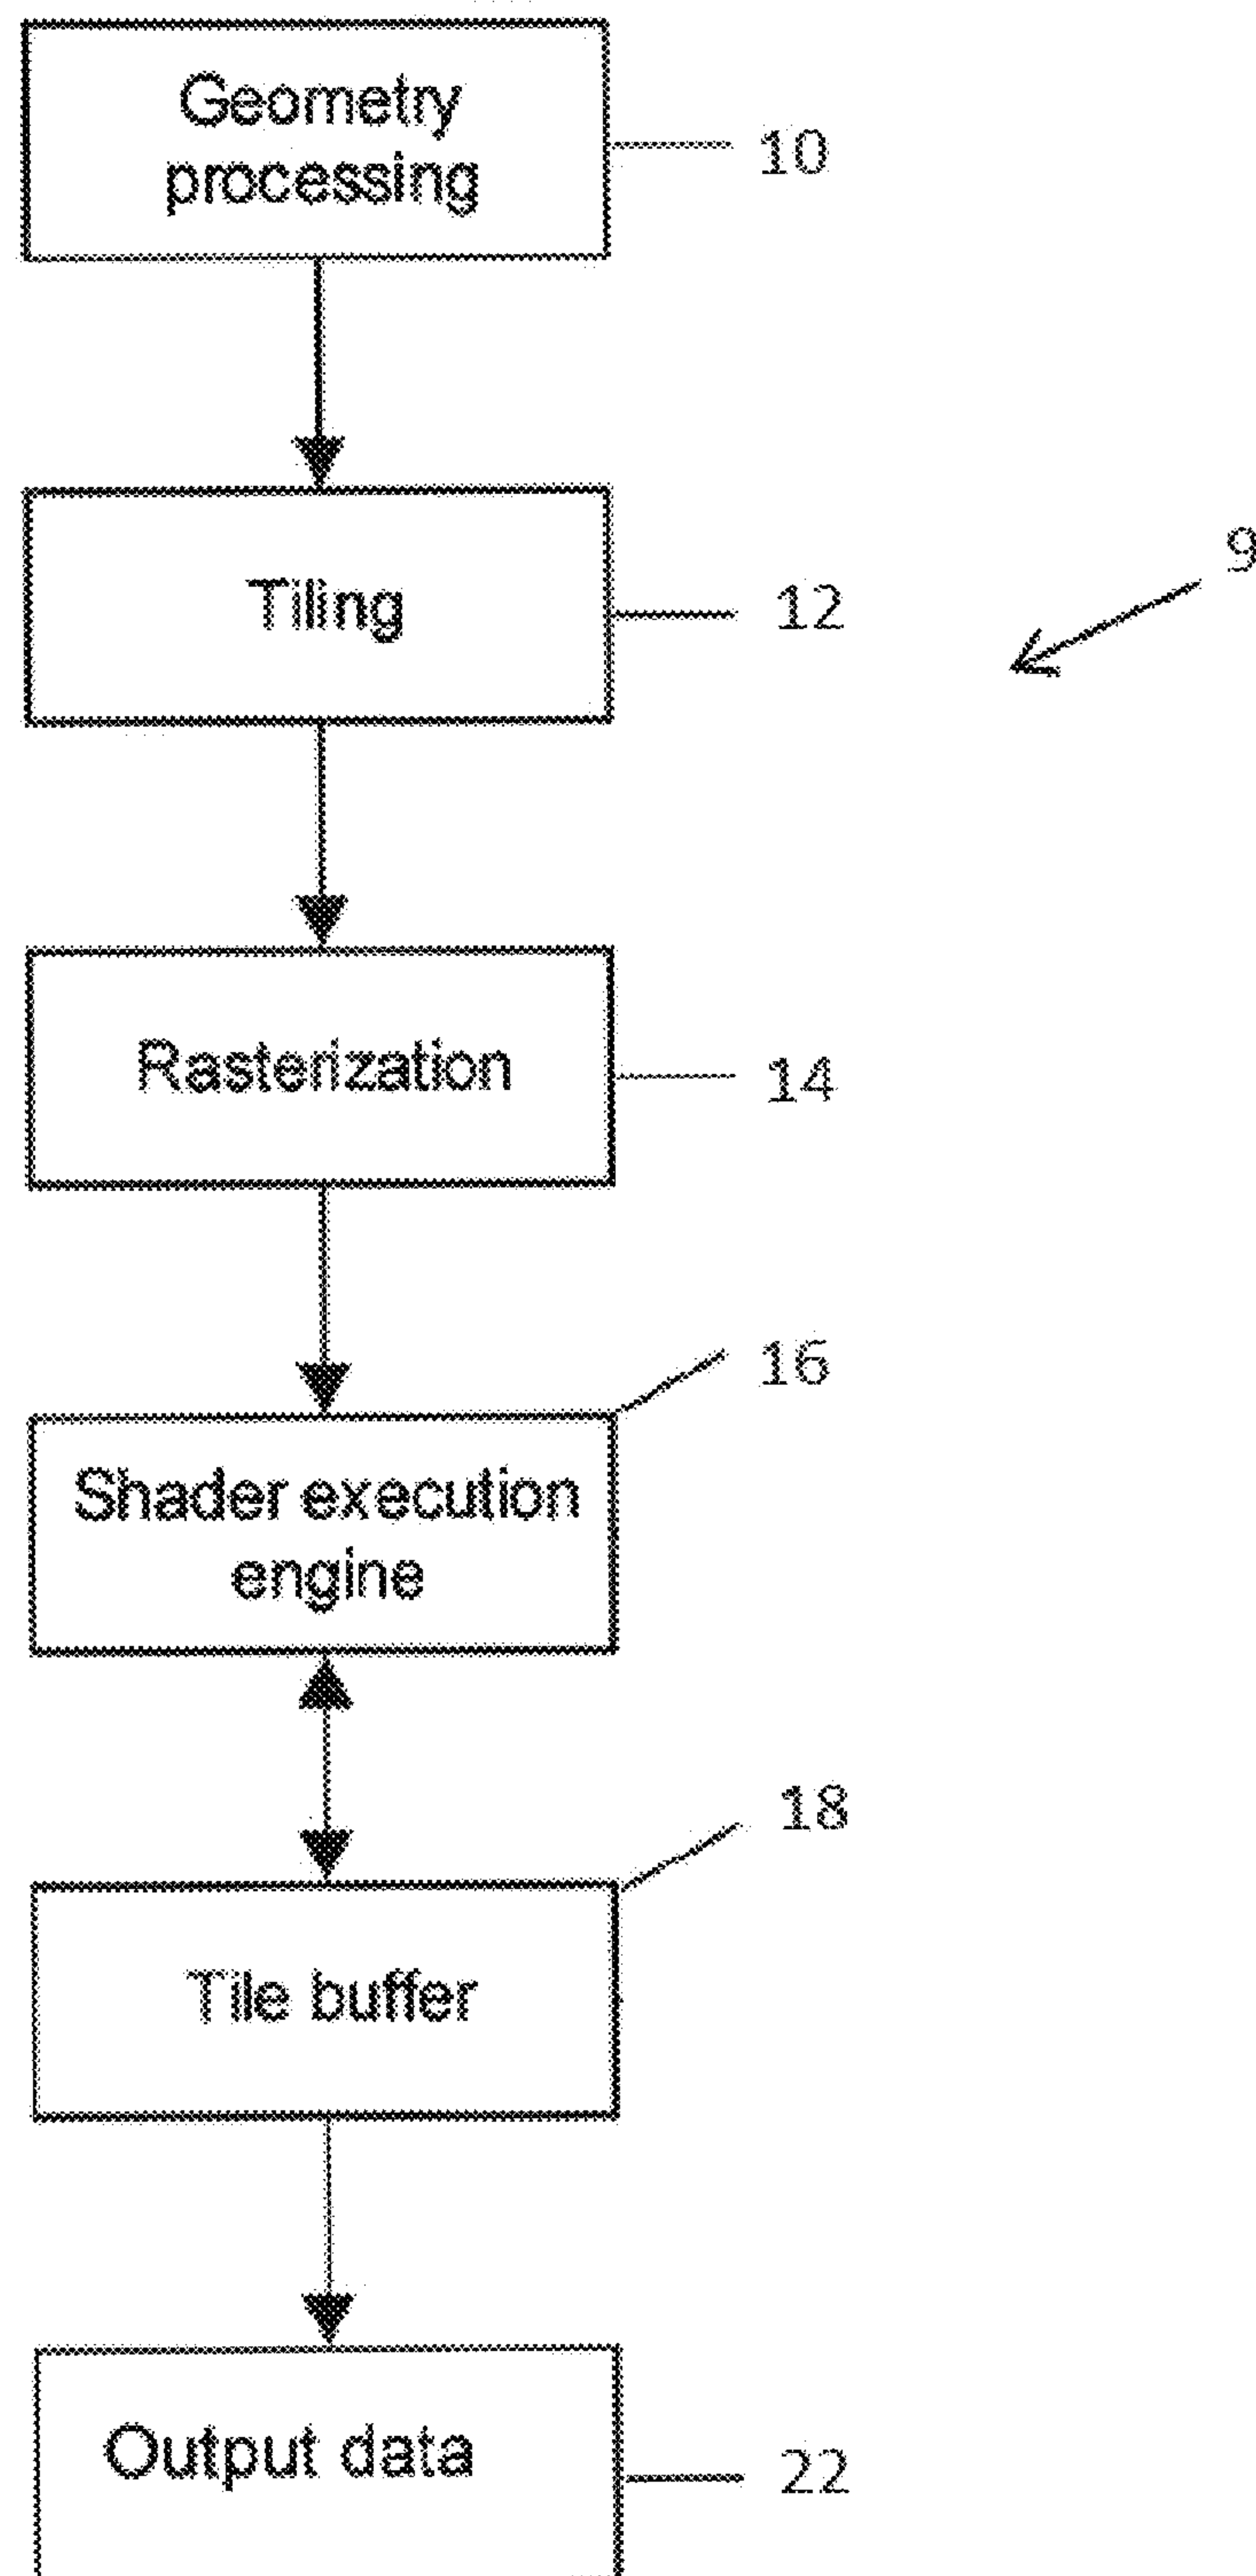 Geometry
processing
10
Tiling
12
9
Rasterization
14
16
Shader execution
engine
18
Tile buffer
Output data
22